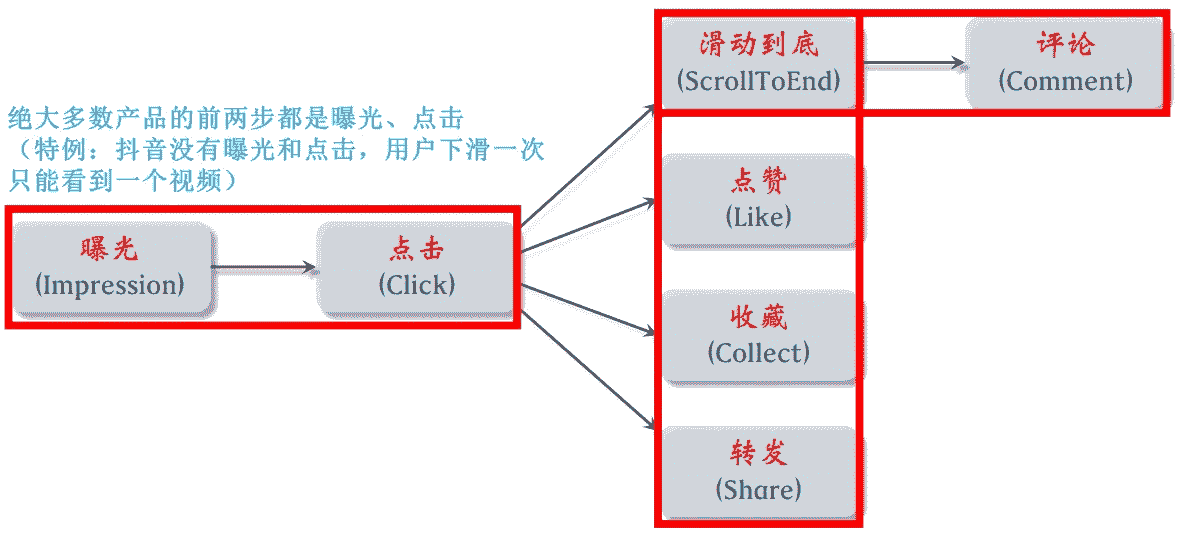 绝大多数产品的前两步都是曝光、点击
（特例：抖音没有曝光和点击，用户下滑一次
只能看到一个视频）
曝光
(Impression)
点击
(Click)
滑动到底
(ScrollToEnd)
评论
(Comment)
点赞
(Like)
收藏
(Collect)
转发
(Share)